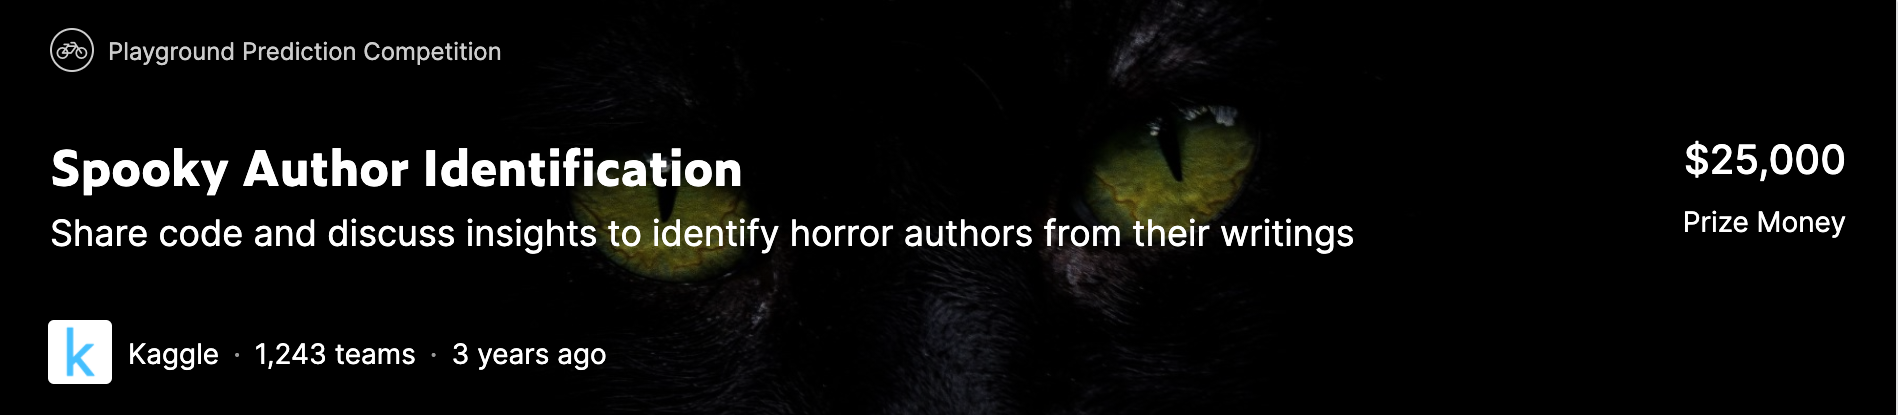 Playground Prediction Competition
Spooky Author Identification
Share code and discuss insights to identify horror authors from their writings
$25,000
Prize Money
k
Kaggle · 1,243 teams · 3 years ago